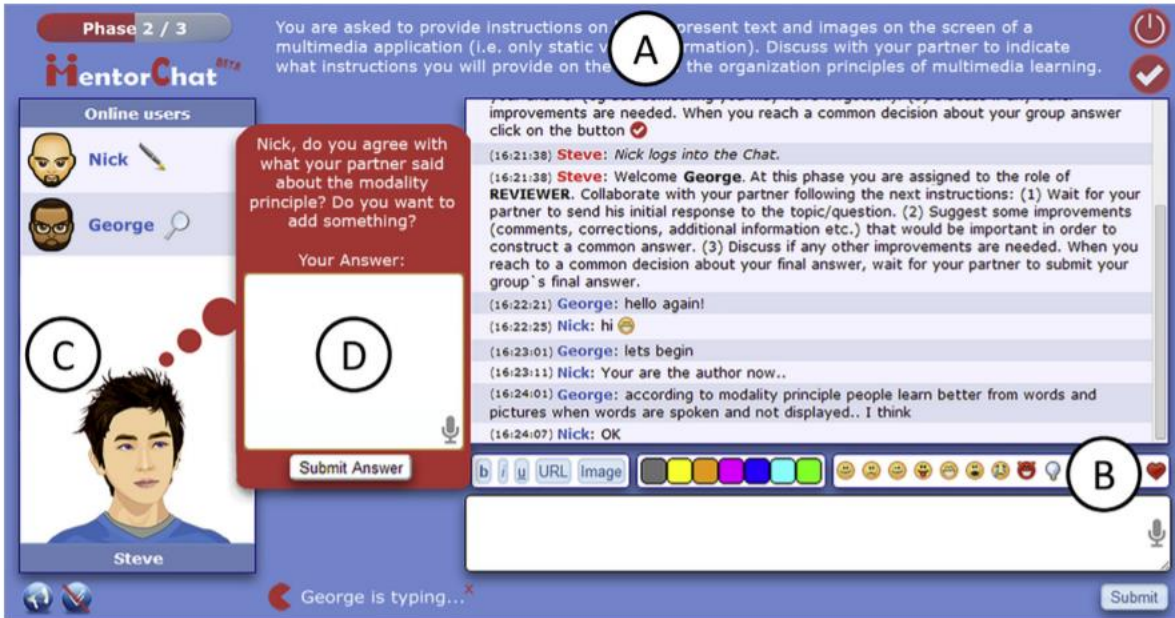 Phase 2 / 3
MentorChat BETA
You are asked to provide instructions on present text and images on the screen of a
multimedia application (i.e. only static v rmation). Discuss with your partner to indicate
what instructions you will provide on the the organization principles of multimedia learning.
A
Online users
Nick
George
Nick, do you agree with
what your partner said
about the modality
principle? Do you want to
add something?
Your Answer:
D
Submit Answer
C
Steve
improvements are needed. When you reach a common decision about your group answer
click on the button
(16:21:38) Steve: Nick logs into the Chat.
(16:21:38) Steve: Welcome George. At this phase you are assigned to the role of
REVIEWER. Collaborate with your partner following the next instructions: (1) Wait for your
partner to send his initial response to the topic/question. (2) Suggest some improvements
(comments, corrections, additional information etc.) that would be important in order to
construct a common answer. (3) Discuss if any other improvements are needed. When you
reach to a common decision about your final answer, wait for your partner to submit your
group`s final answer.
(16:22:21) George: hello again!
(16:22:25) Nick: hi
(16:23:01) George: lets begin
(16:23:11) Nick: Your are the author now..
(16:24:01) George: according to modality principle people learn better from words and
pictures when words are spoken and not displayed.. I think
(16:24:07) Nick: OK
b i u URL Image
B
George is typing... x
Submit